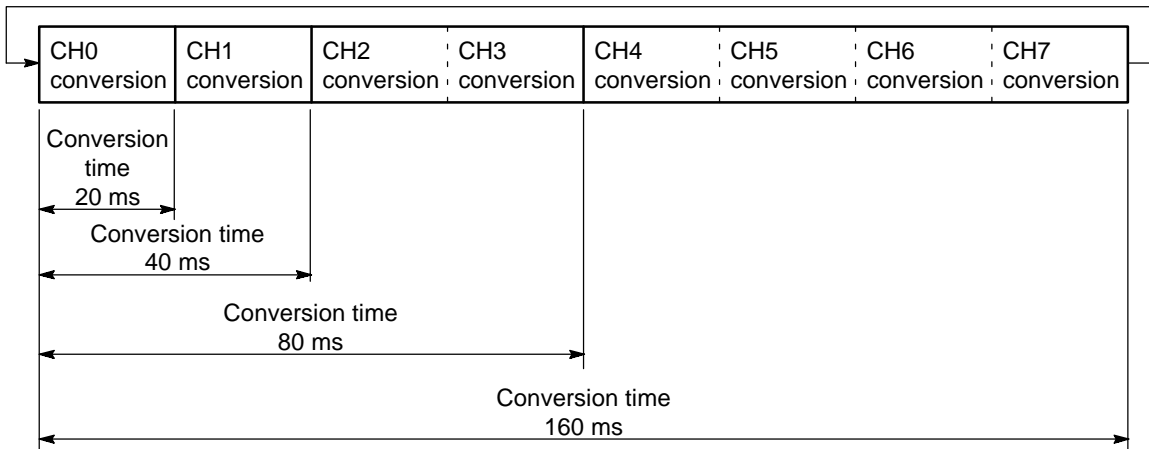 CH0 conversion
CH1 conversion
CH2 conversion
CH3 conversion
CH4 conversion
CH5 conversion
CH6 conversion
CH7 conversion
Conversion
time
20 ms
Conversion time
40 ms
Conversion time
80 ms
Conversion time
160 ms